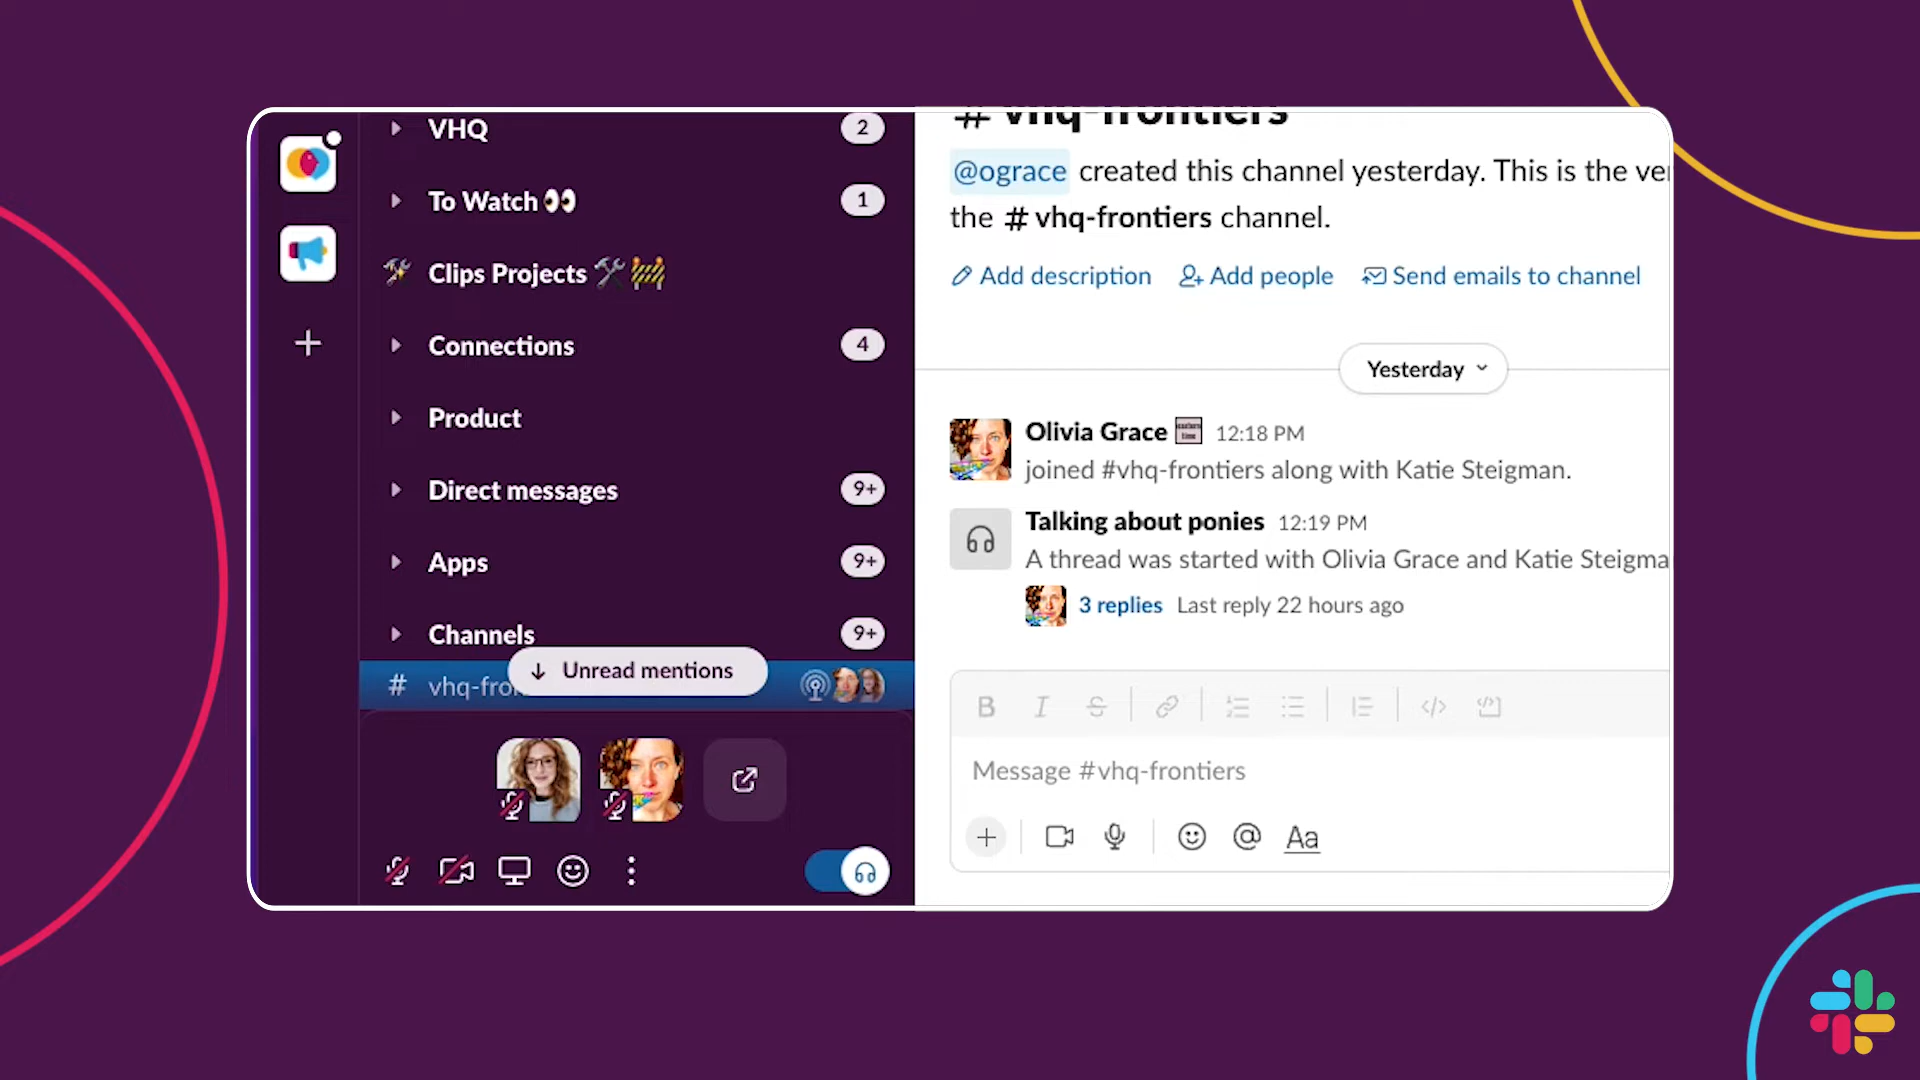 VHQ 2
To Watch 👀 1
Clips Projects 🛠️🚧
Connections 4
Product
Direct messages 9+
Apps 9+
Channels 9+
# vhq-fron
↓ Unread mentions
# vhq-frontiers
@ograce created this channel yesterday. This is the ver
the # vhq-frontiers channel.
Add description Add people Send emails to channel
Yesterday
Olivia Grace 12:18 PM
joined #vhq-frontiers along with Katie Steigman.
Talking about ponies 12:19 PM
A thread was started with Olivia Grace and Katie Steigma
3 replies Last reply 22 hours ago
B I S
Message #vhq-frontiers
+ @ Aa